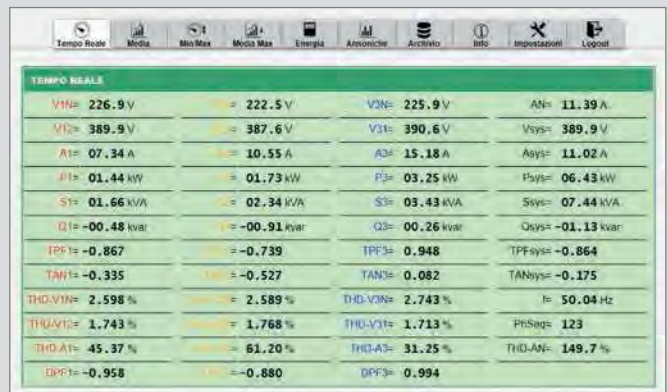 Tempo Reale Media Min/Max Media Max Energia Armoniche Archivio Info Impostazioni Logout
TEMPO REALE
V1N= 226.9 V = 222.5 V V3N= 225.9 V AN= 11.39 A
V12= 389.9 V = 387.6 V V31= 390.6 V Vsys= 389.9 V
A1= 07.34 A = 10.55 A A3= 15.18 A Asys= 11.02 A
P1= 01.44 kW = 01.73 kW P3= 03.25 kW Psys= 06.43 kW
S1= 01.66 kVA = 02.34 kVA S3= 03.43 kVA Ssys= 07.44 kVA
Q1= -00.48 kvar = -00.91 kvar Q3= 00.26 kvar Qsys= -01.13 kvar
TPF1= -0.867 = -0.739 TPF3= 0.948 TPFsys= -0.864
TAN1= -0.335 = -0.527 TAN3= 0.082 TANsys= -0.175
THD-V1N= 2.598 % = 2.589 % THD-V3N= 2.743 % f= 50.04 Hz
THD-V12= 1.743 % = 1.768 % THD-V31= 1.713 % PhSeq= 123
THD-A1= 45.37 % = 61.20 % THD-A3= 31.25 % THD-AN= 149.7 %
DPF1= -0.958 = -0.880 DPF3= 0.994